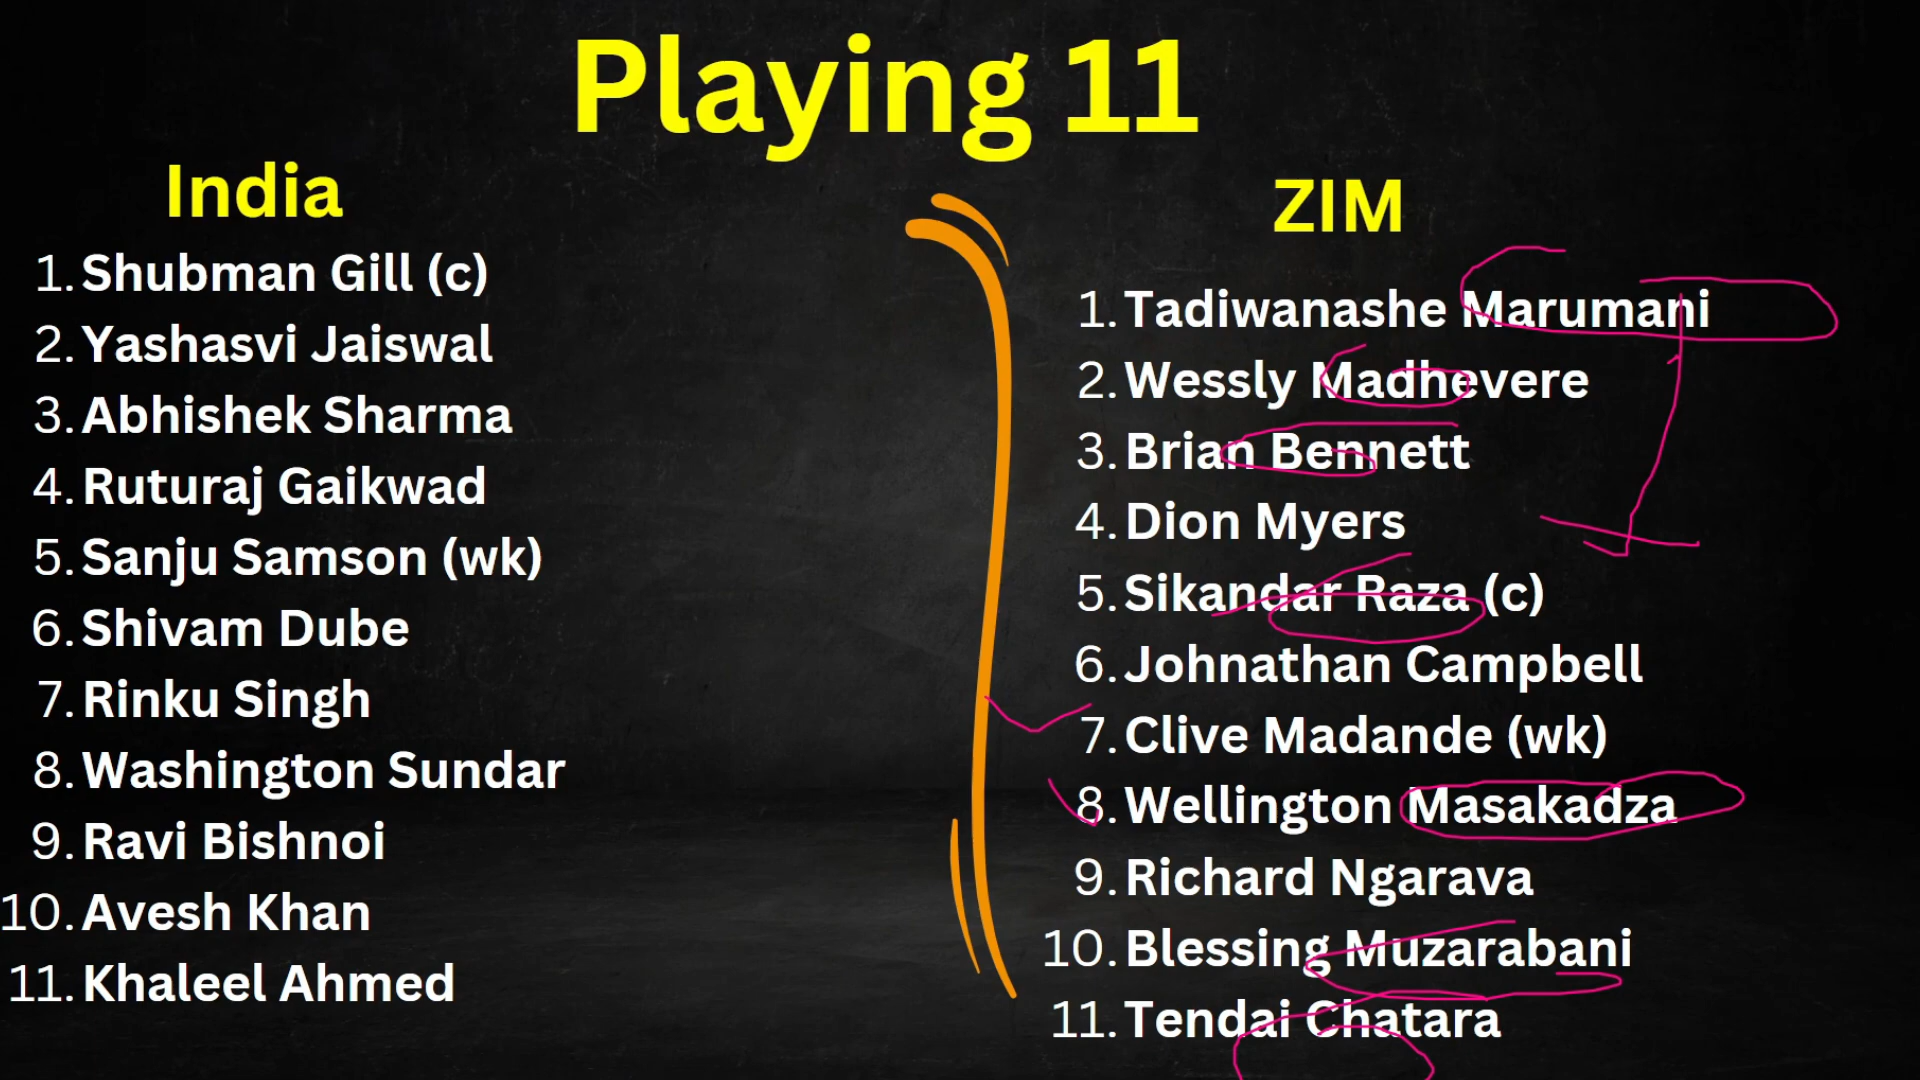 Playing 11
India
1. Shubman Gill (c)
2. Yashasvi Jaiswal
3. Abhishek Sharma
4. Ruturaj Gaikwad
5. Sanju Samson (wk)
6. Shivam Dube
7. Rinku Singh
8. Washington Sundar
9. Ravi Bishnoi
10. Avesh Khan
11. Khaleel Ahmed
ZIM
1. Tadiwanashe Marumani
2. Wessly Madhevere
3. Brian Bennett
4. Dion Myers
5. Sikandar Raza (c)
6. Johnathan Campbell
7. Clive Madande (wk)
8. Wellington Masakadza
9. Richard Ngarava
10. Blessing Muzarabani
11. Tendai Chatara